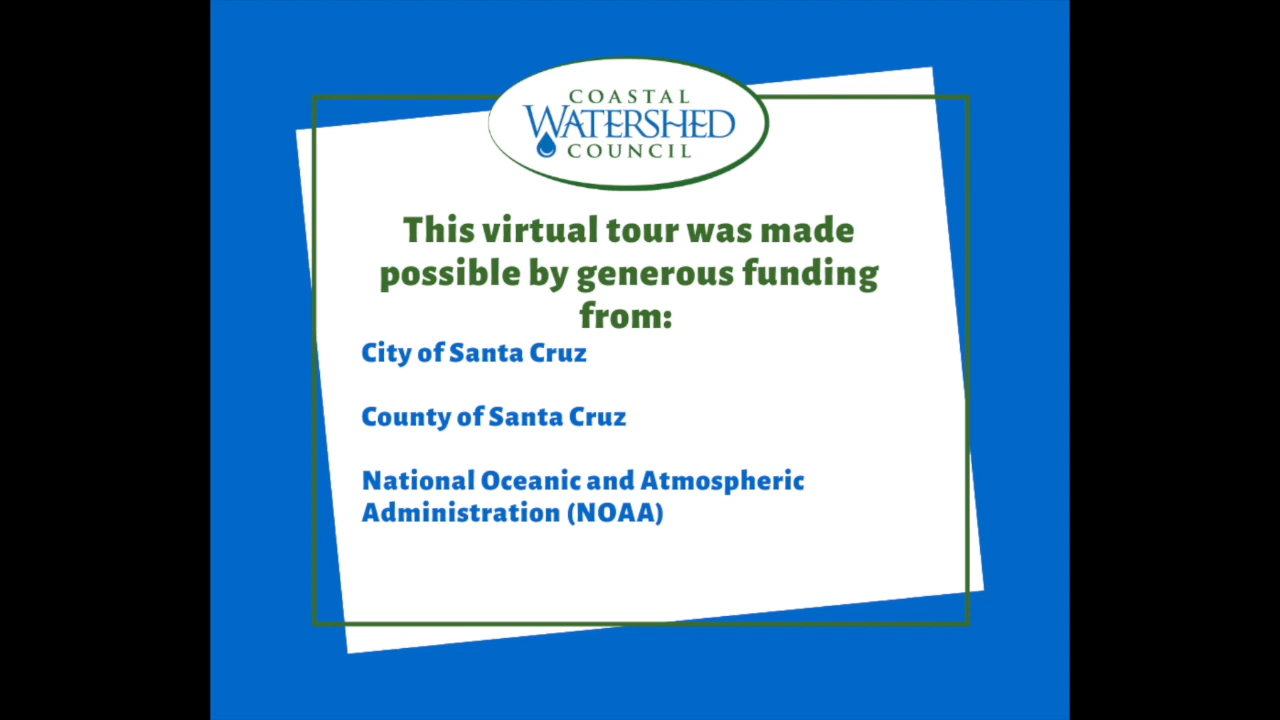 COASTAL
WATERSHED
COUNCIL
This virtual tour was made
possible by generous funding
from:
City of Santa Cruz
County of Santa Cruz
National Oceanic and Atmospheric
Administration (NOAA)